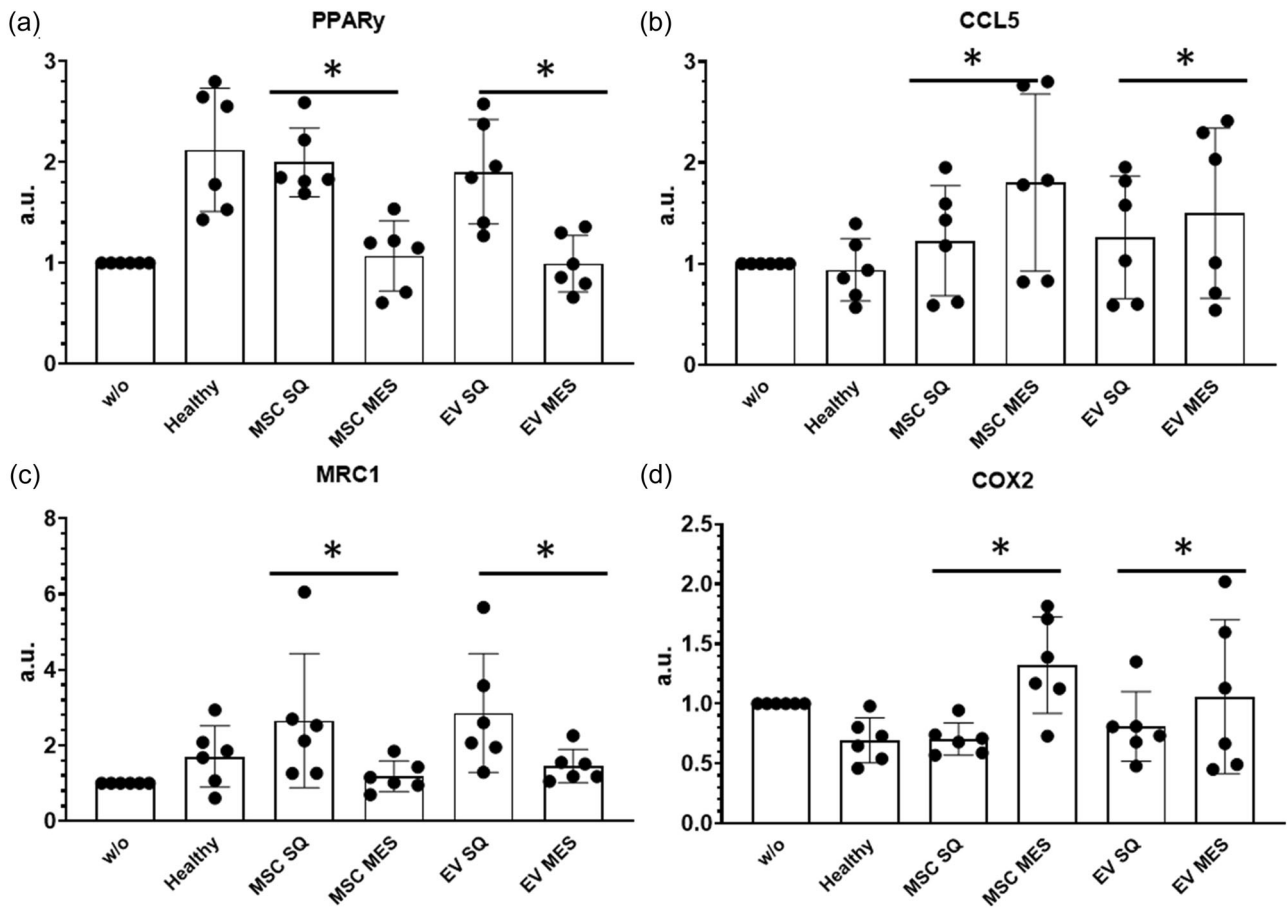 (a)
PPARy
3
2
1
0
a.u.
*
*
w/o
Healthy
MSC SQ
MSC MES
EV SQ
EV MES
(b)
CCL5
3
2
1
0
a.u.
*
*
w/o
Healthy
MSC SQ
MSC MES
EV SQ
EV MES
(c)
MRC1
8
6
4
2
0
a.u.
*
*
w/o
Healthy
MSC SQ
MSC MES
EV SQ
EV MES
(d)
COX2
2.5
2.0
1.5
1.0
0.5
0.0
a.u.
*
*
w/o
Healthy
MSC SQ
MSC MES
EV SQ
EV MES